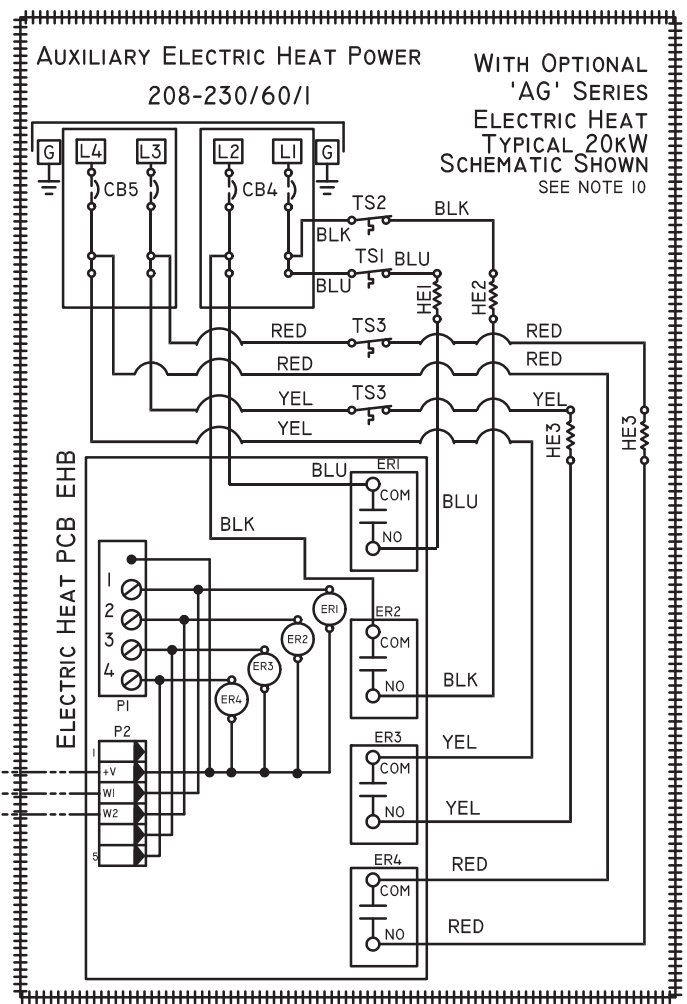 AUXILIARY ELECTRIC HEAT POWER
208-230/60/1
WITH OPTIONAL
'AG' SERIES
ELECTRIC HEAT
TYPICAL 20KW
SCHEMATIC SHOWN
SEE NOTE 10
G
L4
L3
L2
L1
G
CB5
CB4
TS2
BLK
BLK
TS1
BLU
BLU
HE1
HE2
RED
TS3
RED
RED
RED
YEL
TS3
YEL
YEL
HE3
HE3
ELECTRIC HEAT PCB EHB
BLU
ER1
COM
NO
BLU
BLK
1
2
3
4
P1
ER1
ER2
ER3
ER4
ER2
COM
NO
BLK
P2
1
+V
W1
W2
5
ER3
COM
NO
YEL
YEL
ER4
COM
NO
RED
RED